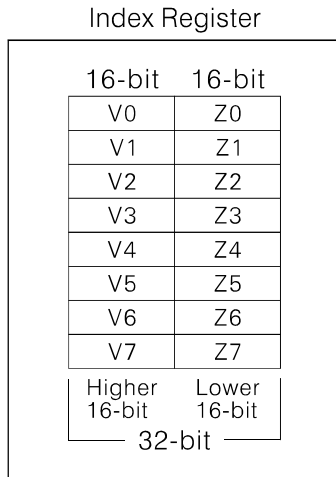 Index Register
16-bit 16-bit
V0 Z0
V1 Z1
V2 Z2
V3 Z3
V4 Z4
V5 Z5
V6 Z6
V7 Z7
Higher Lower
16-bit 16-bit
32-bit